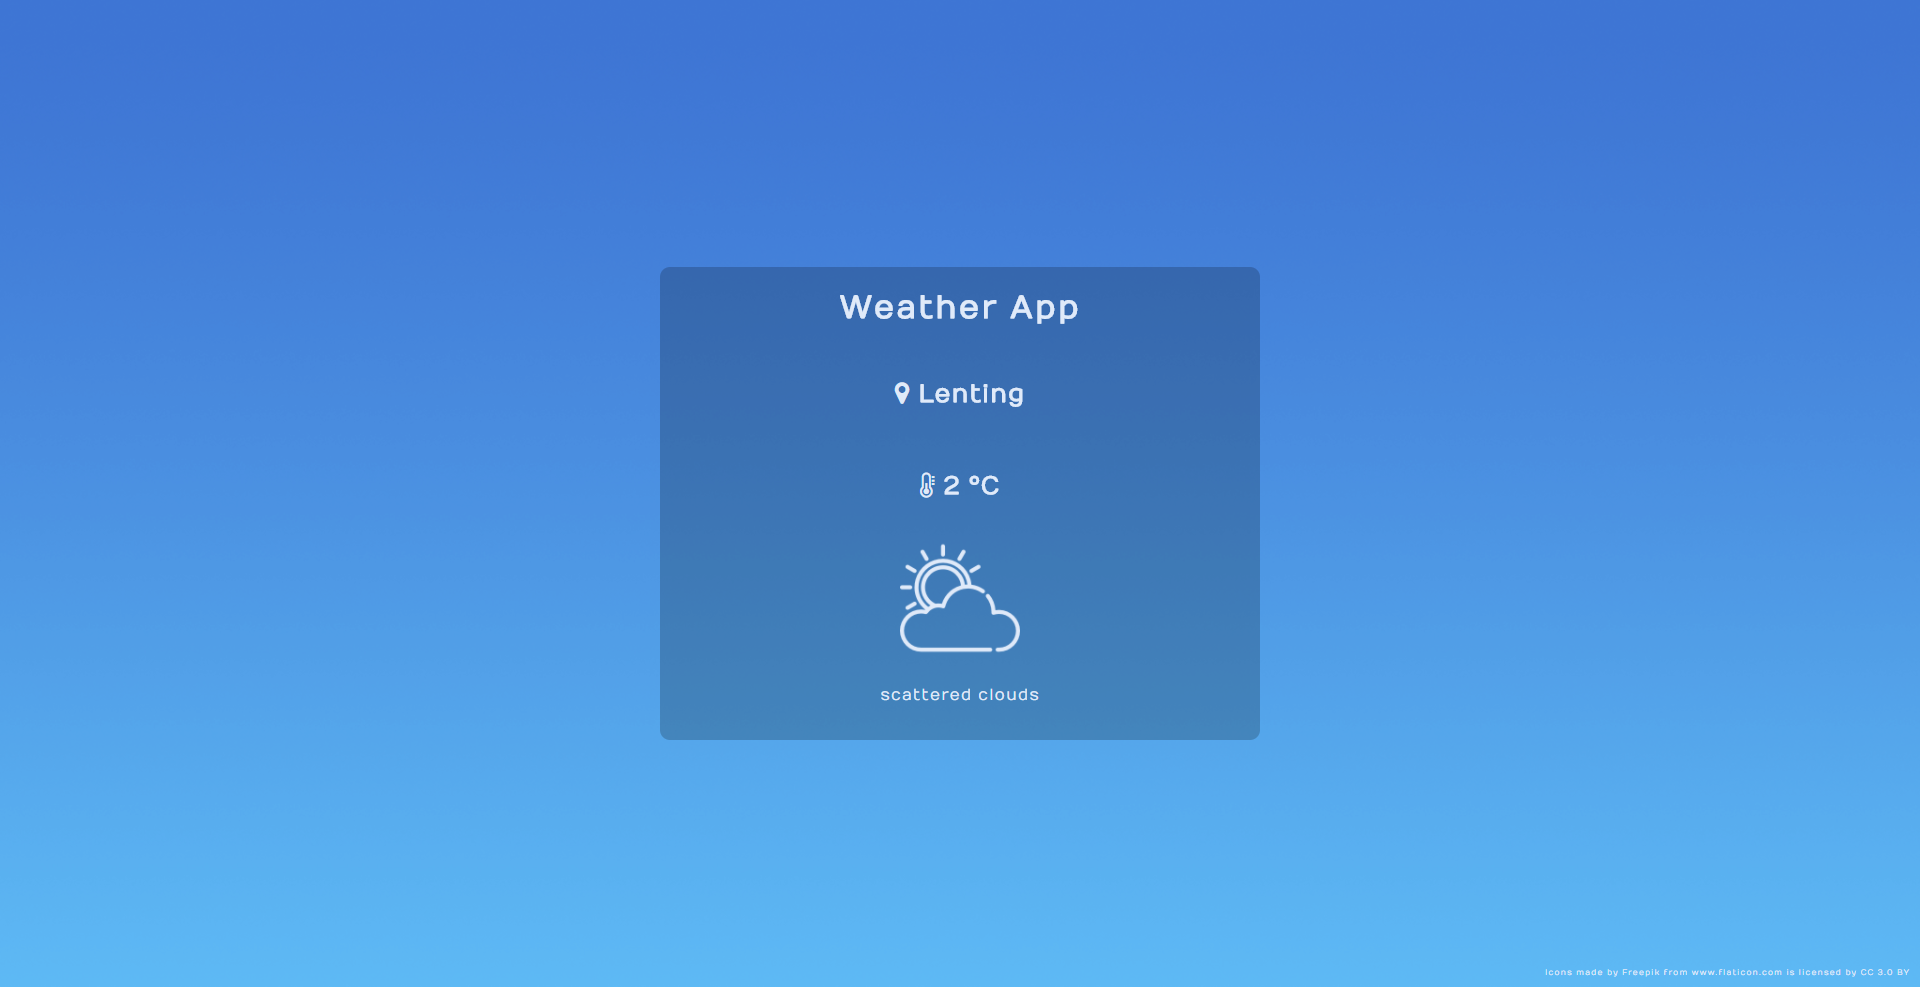 Weather App
Lenting
2 °C
scattered clouds
Icons made by Freepik from www.flaticon.com is licensed by CC 3.0 BY